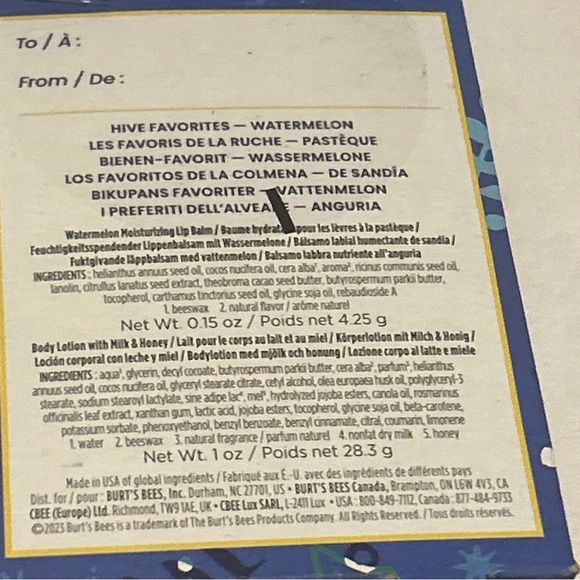 To / À :
From / De :
HIVE FAVORITES — WATERMELON
LES FAVORIS DE LA RUCHE — PASTÈQUE
BIENEN-FAVORIT — WASSERMELONE
LOS FAVORITOS DE LA COLMENA — DE SANDÍA
BIKUPANS FAVORITER — VATTENMELON
I PREFERITI DELL'ALVEA — ANGURIA
Watermelon Moisturizing Lip Balm / Baume hydrata pour les lèvres à la pastèque /
Feuchtigkeitsspendender Lippenbalsam mit Wassermelone / Bálsamo labial humectante de sandía /
Fuktgivande läppbalsam med vattenmelon / Balsamo labbra nutriente all'anguria
INGREDIENTS : helianthus annuus seed oil, cocos nucifera oil, cera alba¹, aroma², ricinus communis seed oil,
lanolin, citrullus lanatus seed extract, theobroma cacao seed butter, butyrospermum parkii butter,
tocopherol, carthamus tinctorius seed oil, glycine soja oil, rebaudioside A
1. beeswax 2. natural flavor / arôme naturel
Net Wt. 0.15 oz / Poids net 4.25 g
Body Lotion with Milk & Honey / Lait pour le corps au lait et au miel / Körperlotion mit Milch & Honig /
Loción corporal con leche y miel / Bodylotion med mjölk och honung / Lozione corpo al latte e miele
INGREDIENTS : aqua¹, glycerin, decyl cocoate, butyrospermum parkii butter, cera alba², parfum³, helianthus
annuus seed oil, cocos nucifera oil, glyceryl stearate citrate, cetyl alcohol, olea europaea husk oil, polyglyceryl-3
stearate, sodium stearoyl lactylate, sine adipe lac⁴, mel⁵, hydrolyzed jojoba esters, canola oil, rosmarinus
officinalis leaf extract, xanthan gum, lactic acid, jojoba esters, tocopherol, glycine soja oil, beta-carotene,
potassium sorbate, phenoxyethanol, benzyl benzoate, benzyl cinnamate, citral, coumarin, limonene
1. water 2. beeswax 3. natural fragrance / parfum naturel 4. nonfat dry milk 5. honey
Net Wt. 1 oz / Poids net 28.3 g
Made in USA of global ingredients / Fabriqué aux É.-U. avec des ingrédients de différents pays
Dist. for / pour : BURT'S BEES, Inc. Durham, NC 27701, US • BURT'S BEES Canada, Brampton, ON L6W 4V3, CA
CBEE (Europe) Ltd. Richmond, TW9 1AE, UK • CBEE Lux SARL, L-2411 Lux • USA : 800-849-7112, Canada : 877-484-9733
©2023 Burt's Bees is a trademark of The Burt's Bees Products Company. All Rights Reserved. / Tous droits réservés.